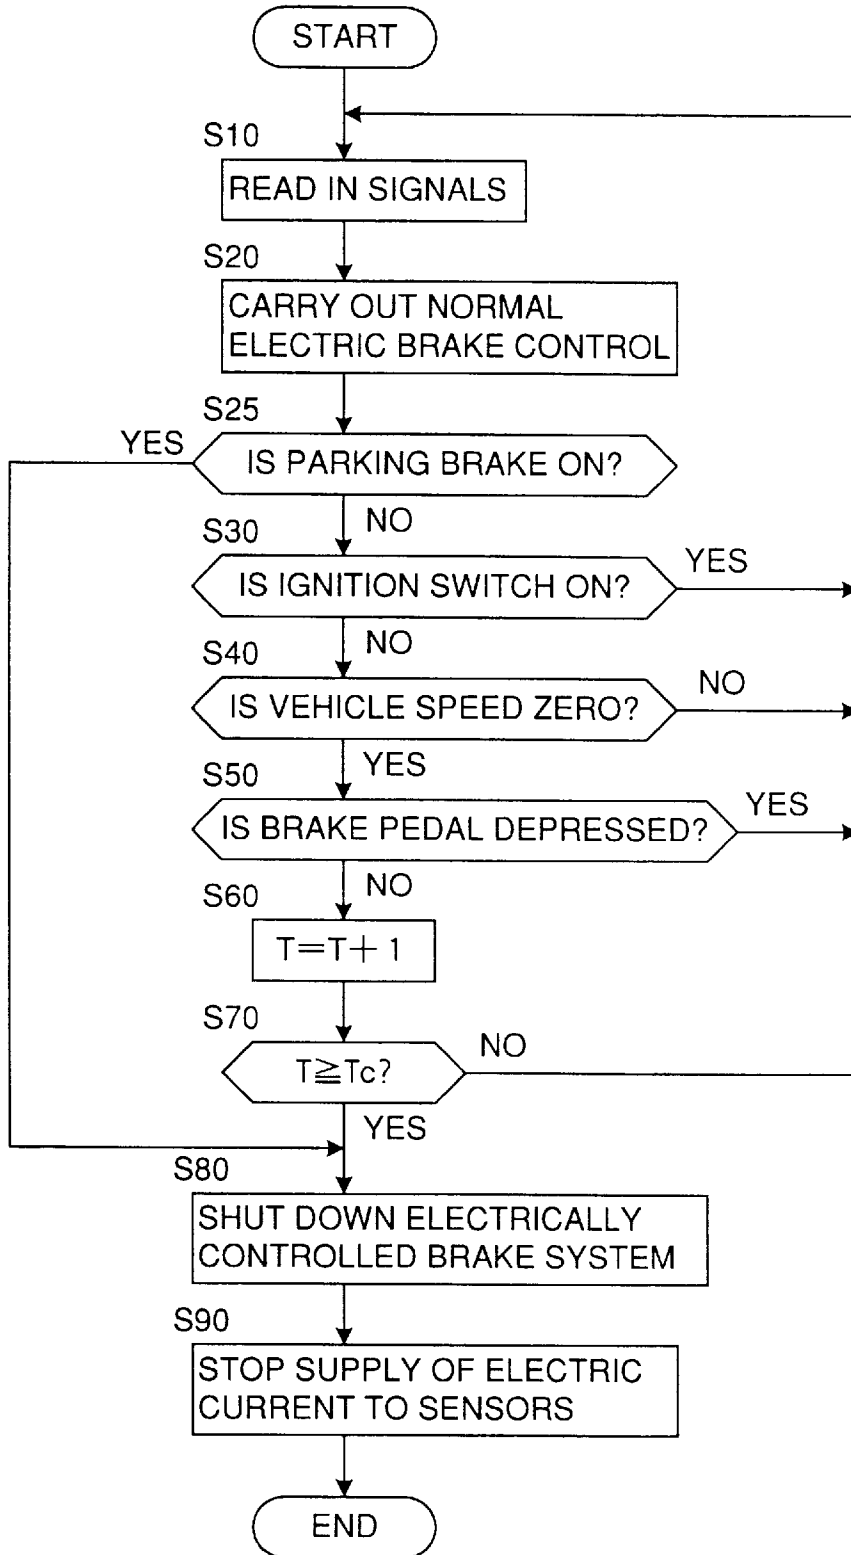 START
S10
READ IN SIGNALS
S20
CARRY OUT NORMAL
ELECTRIC BRAKE CONTROL
S25
YES
IS PARKING BRAKE ON?
NO
S30
IS IGNITION SWITCH ON?
YES
NO
S40
IS VEHICLE SPEED ZERO?
NO
YES
S50
IS BRAKE PEDAL DEPRESSED?
YES
NO
S60
T=T+1
S70
T≧Tc?
NO
YES
S80
SHUT DOWN ELECTRICALLY
CONTROLLED BRAKE SYSTEM
S90
STOP SUPPLY OF ELECTRIC
CURRENT TO SENSORS
END